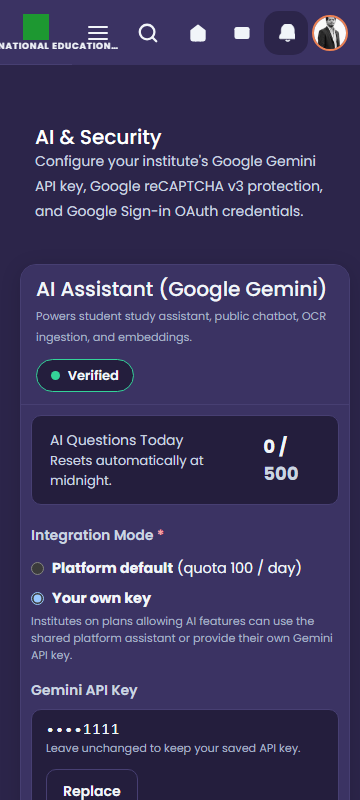 NATIONAL EDUCATION...
AI & Security
Configure your institute's Google Gemini
API key, Google reCAPTCHA v3 protection,
and Google Sign-in OAuth credentials.
AI Assistant (Google Gemini)
Powers student study assistant, public chatbot, OCR
ingestion, and embeddings.
Verified
AI Questions Today
Resets automatically at
midnight.
0 /
500
Integration Mode *
Platform default (quota 100 / day)
Your own key
Institutes on plans allowing AI features can use the
shared platform assistant or provide their own Gemini
API key.
Gemini API Key
••••1111
Leave unchanged to keep your saved API key.
Replace